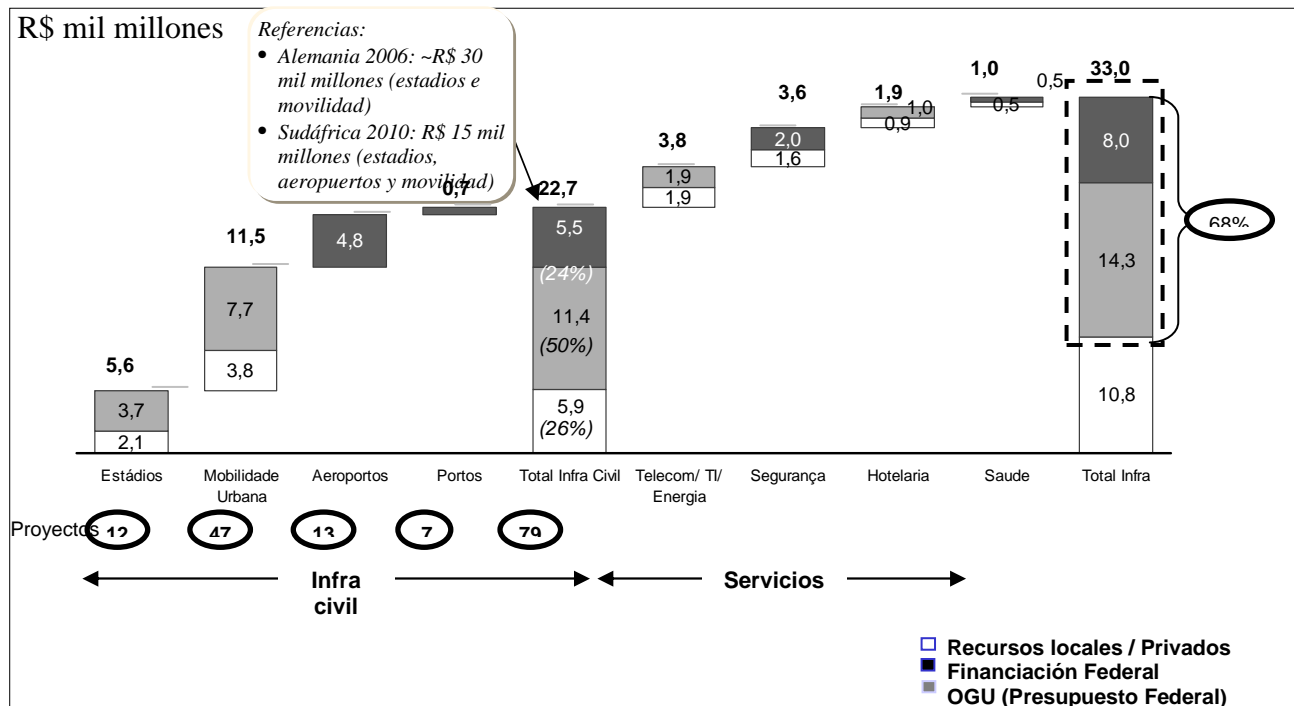 R$ mil millones
Referencias:
• Alemania 2006: ~R$ 30
mil millones (estadios e
movilidad)
• Sudáfrica 2010: R$ 15 mil
millones (estadios,
aeropuertos y movilidad)
5,6
3,7
2,1
11,5
7,7
3,8
4,8
0,7
22,7
5,5
(24%)
11,4
(50%)
5,9
(26%)
3,8
1,9
1,9
3,6
2,0
1,6
1,9
1,0
0,9
1,0
0,5
0,5
33,0
8,0
14,3
10,8
68%
Estádios
Mobilidade
Urbana
Aeroportos
Portos
Total Infra Civil
Telecom/ TI/
Energia
Segurança
Hotelaria
Saude
Total Infra
Proyectos 12 47 13 7 79
Infra
civil
Servicios
Recursos locales / Privados
Financiación Federal
OGU (Presupuesto Federal)